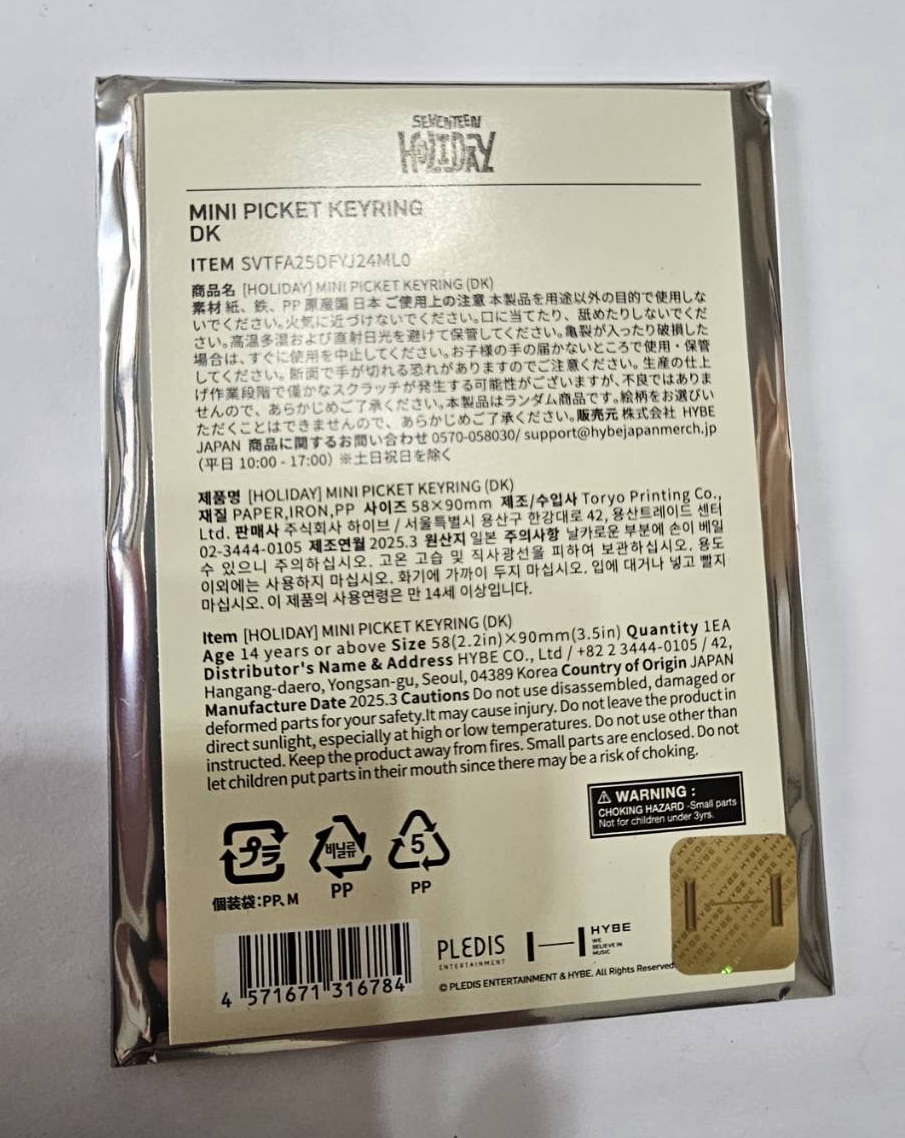 SEVENTEEN
HOLIDAY
MINI PICKET KEYRING
DK
ITEM SVTFA25DFYJ24ML0
商品名 [HOLIDAY] MINI PICKET KEYRING (DK)
素材 紙、鉄、PP 原産国 日本 ご使用上の注意 本製品を用途以外の目的で使用しな
いでください。火気に近づけないでください。口に当てたり、舐めたりしないでくだ
さい。高温多湿および直射日光を避けて保管してください。亀裂が入ったり破損した
場合は、すぐに使用を中止してください。お子様の手の届かないところで使用・保管
してください。断面で手が切れる恐れがありますのでご注意ください。生産の仕上
げ作業段階で僅かなスクラッチが発生する可能性がございますが、不良ではありま
せんので、あらかじめご了承ください。本製品はランダム商品です。絵柄をお選びい
ただくことはできませんので、あらかじめご了承ください。販売元 株式会社 HYBE
JAPAN 商品に関するお問い合わせ 0570-058030/ support@hybejapanmerch.jp
(平日 10:00 - 17:00) ※土日祝日を除く
제품명 [HOLIDAY] MINI PICKET KEYRING (DK)
재질 PAPER,IRON,PP 사이즈 58×90mm 제조/수입사 Toryo Printing Co.,
Ltd. 판매사 주식회사 하이브 / 서울특별시 용산구 한강대로 42, 용산트레이드 센터
02-3444-0105 제조연월 2025.3 원산지 일본 주의사항 날카로운 부분에 손이 베일
수 있으니 주의하십시오. 고온 고습 및 직사광선을 피하여 보관하십시오. 용도
이외에는 사용하지 마십시오. 화기에 가까이 두지 마십시오. 입에 대거나 넣고 빨지
마십시오. 이 제품의 사용연령은 만 14세 이상입니다.
Item [HOLIDAY] MINI PICKET KEYRING (DK)
Age 14 years or above Size 58(2.2in)×90mm(3.5in) Quantity 1EA
Distributor's Name & Address HYBE CO., Ltd / +82 2 3444-0105 / 42,
Hangang-daero, Yongsan-gu, Seoul, 04389 Korea Country of Origin JAPAN
Manufacture Date 2025.3 Cautions Do not use disassembled, damaged or
deformed parts for your safety.It may cause injury. Do not leave the product in
direct sunlight, especially at high or low temperatures. Do not use other than
instructed. Keep the product away from fires. Small parts are enclosed. Do not
let children put parts in their mouth since there may be a risk of choking.
⚠ WARNING :
CHOKING HAZARD -Small parts
Not for children under 3yrs.
プラ
비닐류
5
個装袋:PP、M
PP
PP
4 571671 316784
PLEDIS
ENTERTAINMENT
HYBE
WE
BELIEVE IN
MUSIC
© PLEDIS ENTERTAINMENT & HYBE. All Rights Reserved.
HYBE HYBE HYBE